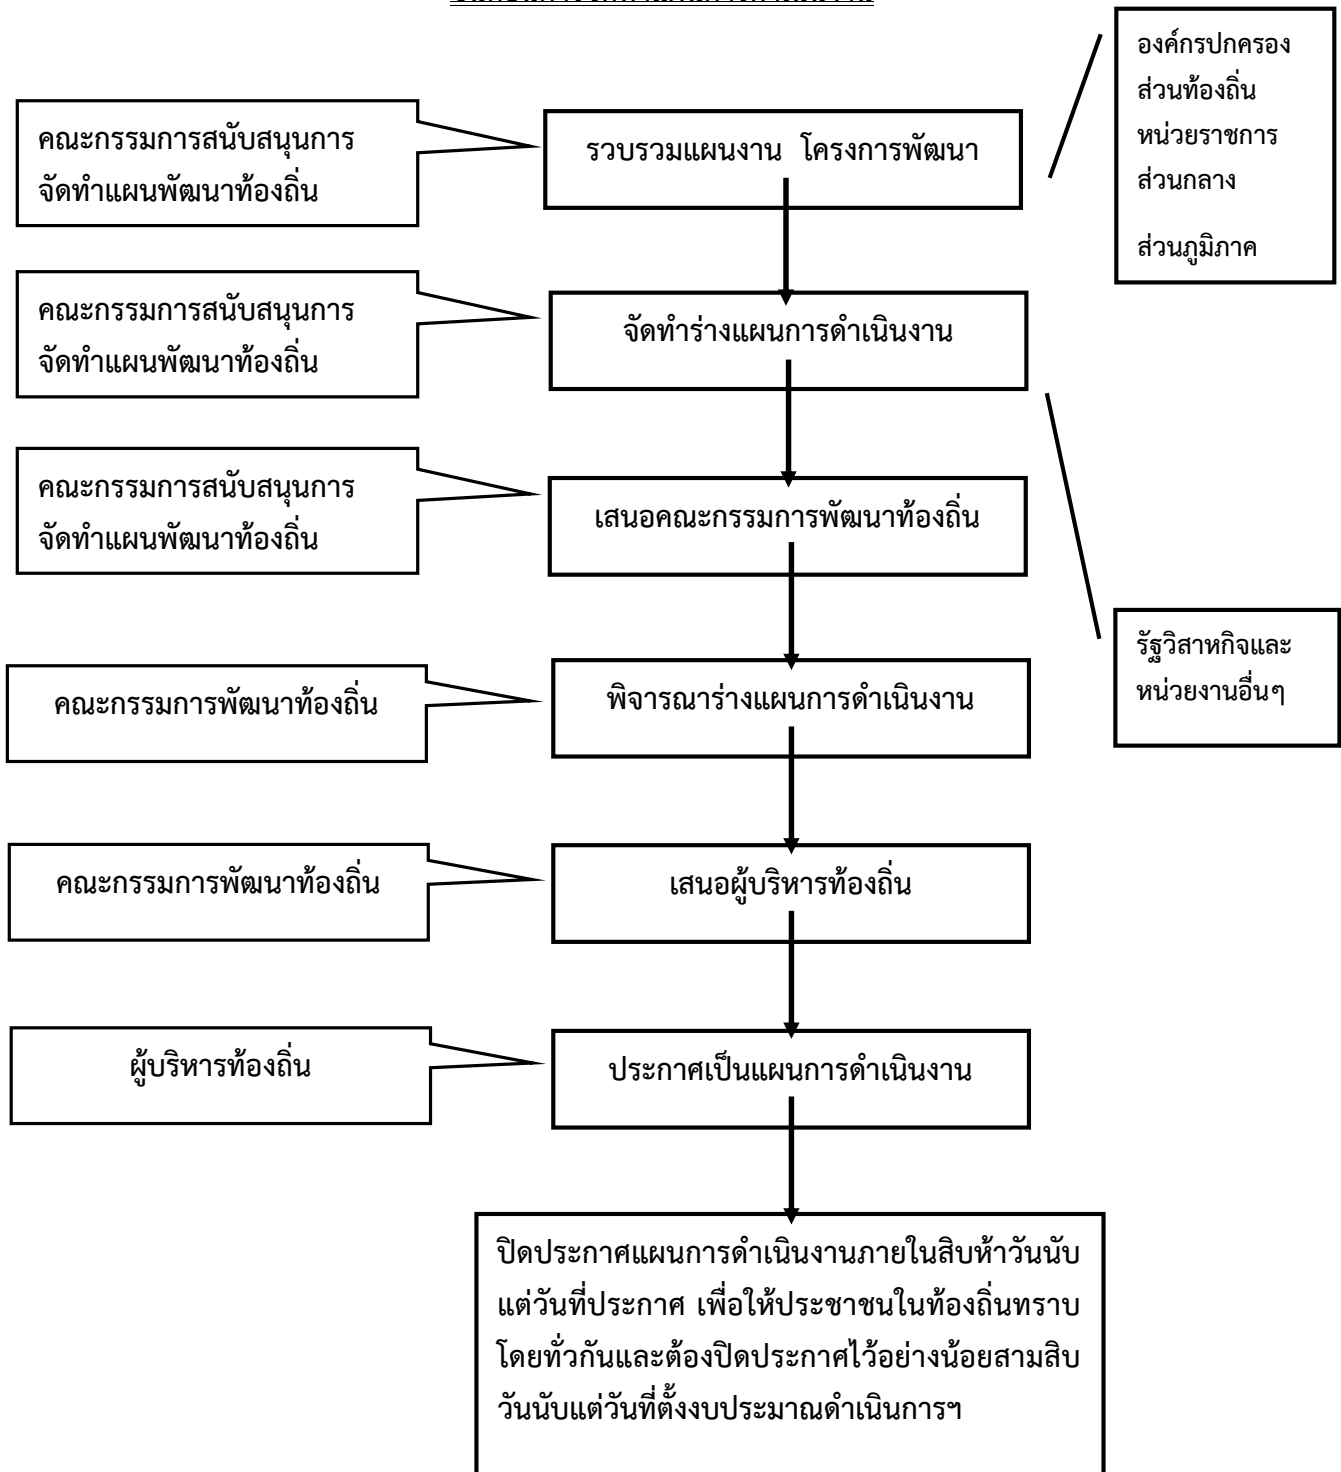 องค์กรปกครอง
ส่วนท้องถิ่น
หน่วยราชการ
ส่วนกลาง
ส่วนภูมิภาค
คณะกรรมการสนับสนุนการ
จัดทำแผนพัฒนาท้องถิ่น
รวบรวมแผนงาน โครงการพัฒนา
คณะกรรมการสนับสนุนการ
จัดทำแผนพัฒนาท้องถิ่น
จัดทำร่างแผนการดำเนินงาน
คณะกรรมการสนับสนุนการ
จัดทำแผนพัฒนาท้องถิ่น
เสนอคณะกรรมการพัฒนาท้องถิ่น
รัฐวิสาหกิจและ
หน่วยงานอื่นๆ
คณะกรรมการพัฒนาท้องถิ่น
พิจารณาร่างแผนการดำเนินงาน
คณะกรรมการพัฒนาท้องถิ่น
เสนอผู้บริหารท้องถิ่น
ผู้บริหารท้องถิ่น
ประกาศเป็นแผนการดำเนินงาน
ปิดประกาศแผนการดำเนินงานภายในสิบห้าวันนับ
แต่วันที่ประกาศ เพื่อให้ประชาชนในท้องถิ่นทราบ
โดยทั่วกันและต้องปิดประกาศไว้อย่างน้อยสามสิบ
วันนับแต่วันที่ตั้งงบประมาณดำเนินการฯ